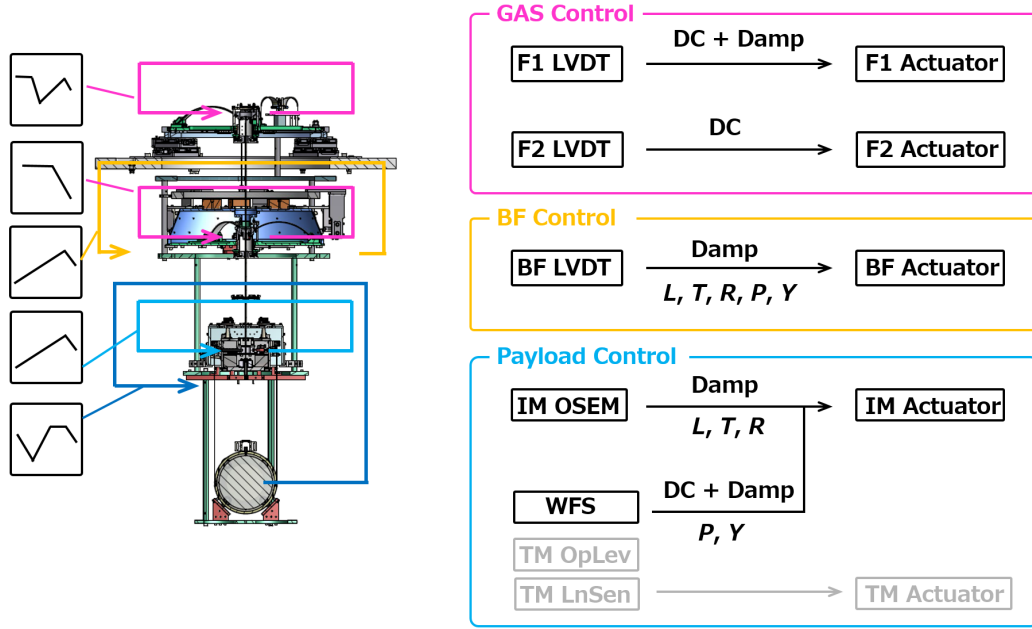 GAS Control
F1 LVDT
DC + Damp
F1 Actuator
F2 LVDT
DC
F2 Actuator
BF Control
BF LVDT
Damp
L, T, R, P, Y
BF Actuator
Payload Control
IM OSEM
Damp
L, T, R
IM Actuator
WFS
DC + Damp
P, Y
TM OpLev
TM LnSen
TM Actuator